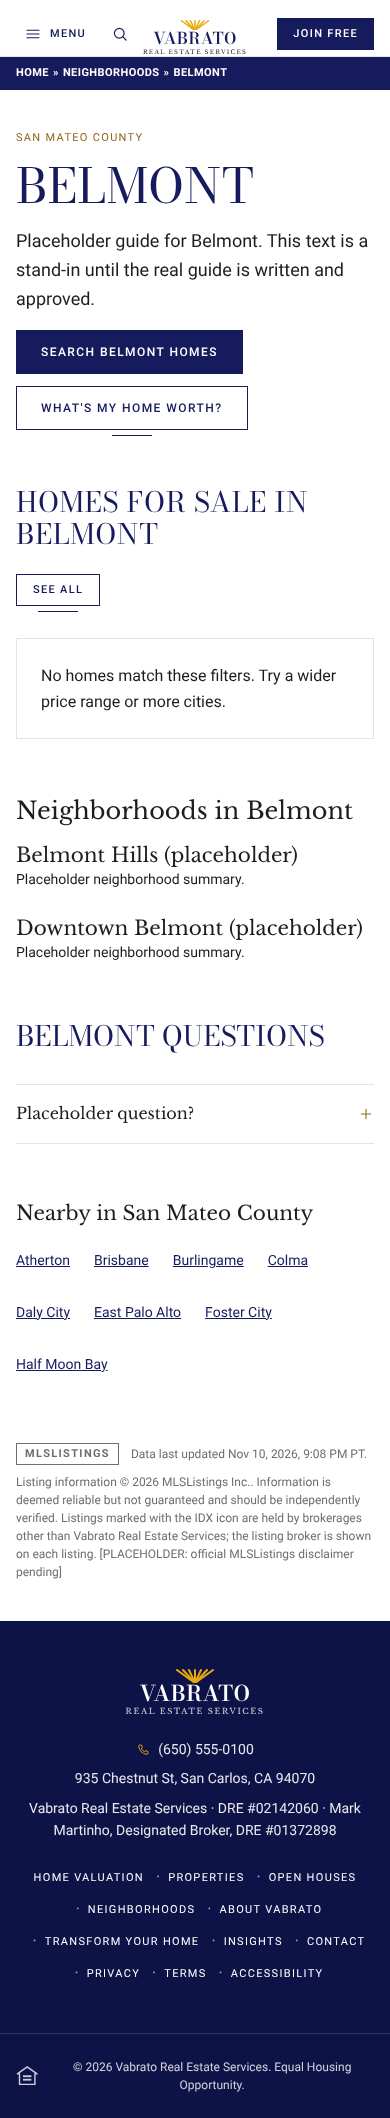 MENU
VABRATO
REAL ESTATE SERVICES
JOIN FREE
HOME » NEIGHBORHOODS » BELMONT
SAN MATEO COUNTY
BELMONT
Placeholder guide for Belmont. This text is a
stand-in until the real guide is written and
approved.
SEARCH BELMONT HOMES
WHAT'S MY HOME WORTH?
HOMES FOR SALE IN
BELMONT
SEE ALL
No homes match these filters. Try a wider
price range or more cities.
Neighborhoods in Belmont
Belmont Hills (placeholder)
Placeholder neighborhood summary.
Downtown Belmont (placeholder)
Placeholder neighborhood summary.
BELMONT QUESTIONS
Placeholder question? +
Nearby in San Mateo County
Atherton Brisbane Burlingame Colma
Daly City East Palo Alto Foster City
Half Moon Bay
MLSLISTINGS Data last updated Nov 10, 2026, 9:08 PM PT.
Listing information © 2026 MLSListings Inc.. Information is
deemed reliable but not guaranteed and should be independently
verified. Listings marked with the IDX icon are held by brokerages
other than Vabrato Real Estate Services; the listing broker is shown
on each listing. [PLACEHOLDER: official MLSListings disclaimer
pending]
VABRATO
REAL ESTATE SERVICES
(650) 555-0100
935 Chestnut St, San Carlos, CA 94070
Vabrato Real Estate Services · DRE #02142060 · Mark
Martinho, Designated Broker, DRE #01372898
HOME VALUATION · PROPERTIES · OPEN HOUSES
· NEIGHBORHOODS · ABOUT VABRATO
· TRANSFORM YOUR HOME · INSIGHTS · CONTACT
· PRIVACY · TERMS · ACCESSIBILITY
© 2026 Vabrato Real Estate Services. Equal Housing
Opportunity.